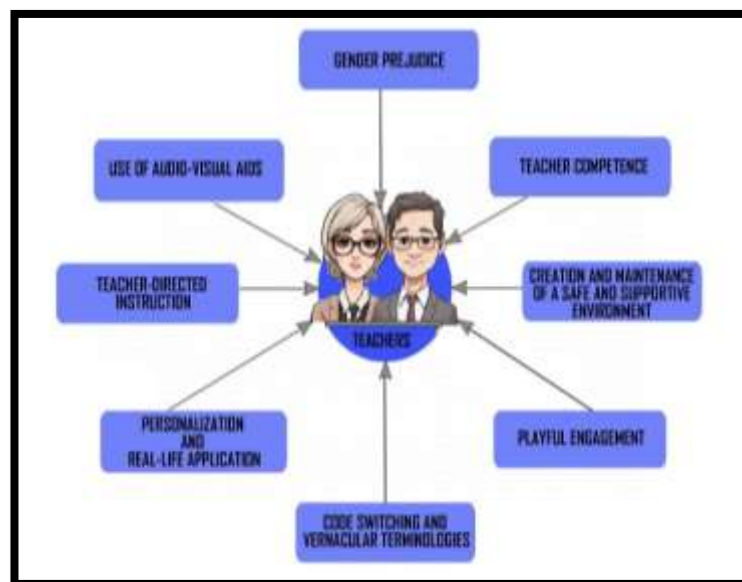 GENDER PREJUDICE
USE OF AUDIO-VISUAL AIDS
TEACHER COMPETENCE
TEACHER-DIRECTED
INSTRUCTION
CREATION AND MAINTENANCE
OF A SAFE AND SUPPORTIVE
ENVIRONMENT
TEACHERS
PERSONALIZATION
AND
REAL-LIFE APPLICATION
PLAYFUL ENGAGEMENT
CODE SWITCHING AND
VERNACULAR TERMINOLOGIES